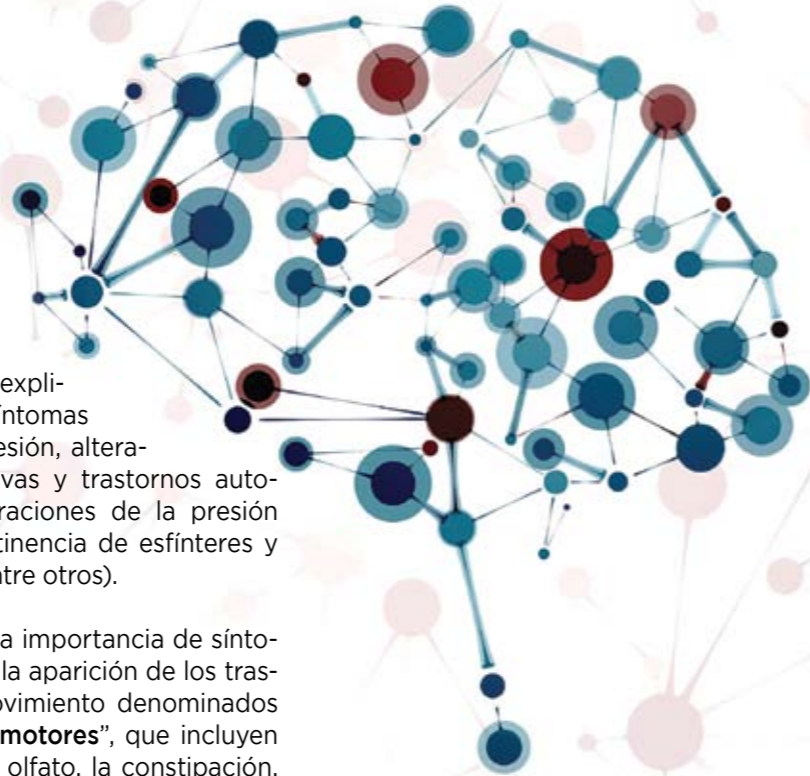 expli-
íntomas
esión, altera-
vas y trastornos auto-
raciones de la presión
tinencia de esfínteres y
ntre otros).
a importancia de sínto-
la aparición de los tras-
ovimiento denominados
motores”, que incluyen
olfato, la constipación,